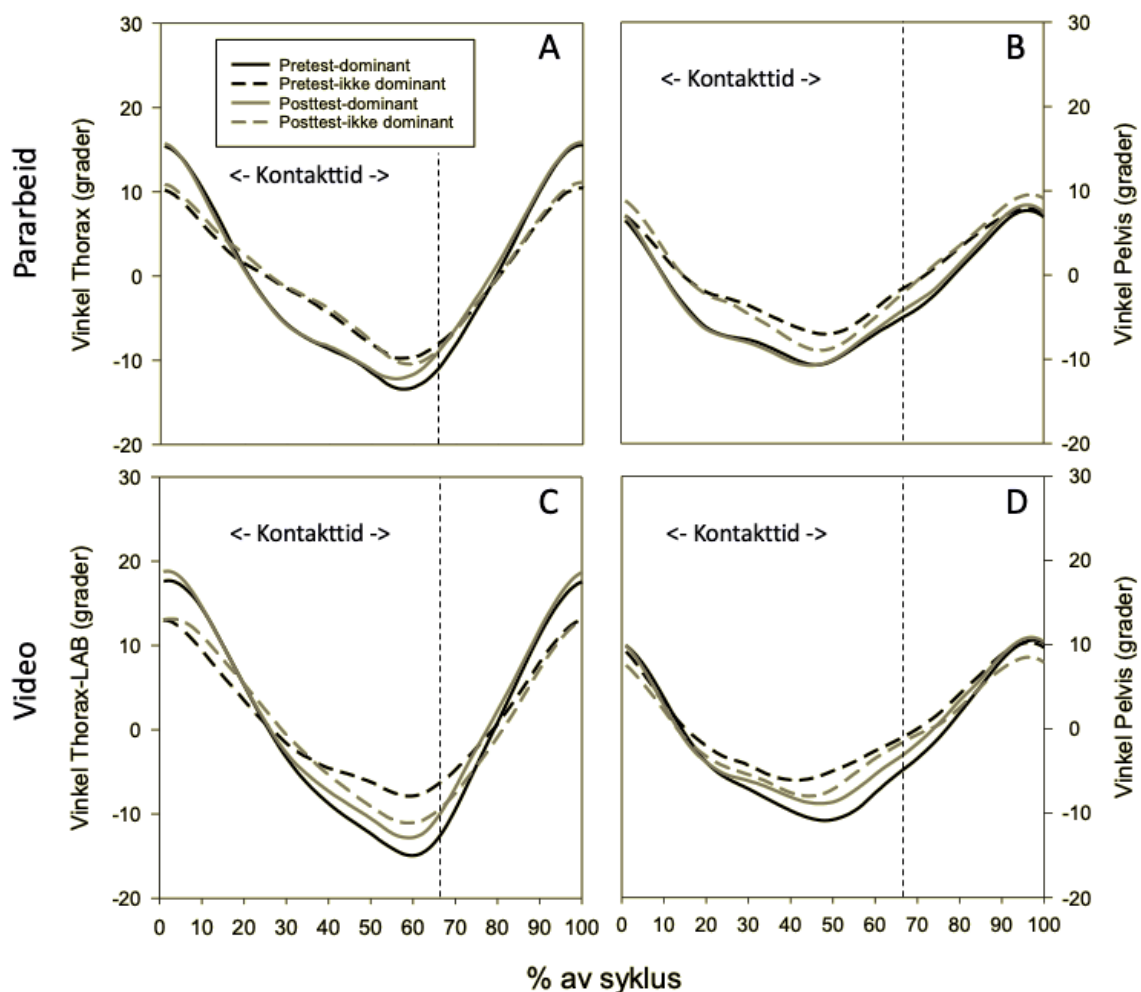 A
B
Pretest-dominant
Pretest-ikke dominant
Posttest-dominant
Posttest-ikke dominant
<- Kontakttid ->
<- Kontakttid ->
Pararbeid
Vinkel Thorax (grader)
30
20
10
0
-10
-20
30
20
10
0
-10
-20
Vinkel Pelvis (grader)
C
D
<- Kontakttid ->
<- Kontakttid ->
Video
Vinkel Thorax-LAB (grader)
30
20
10
0
-10
-20
30
20
10
0
-10
-20
Vinkel Pelvis (grader)
0 10 20 30 40 50 60 70 80 90 100
0 10 20 30 40 50 60 70 80 90 100
% av syklus